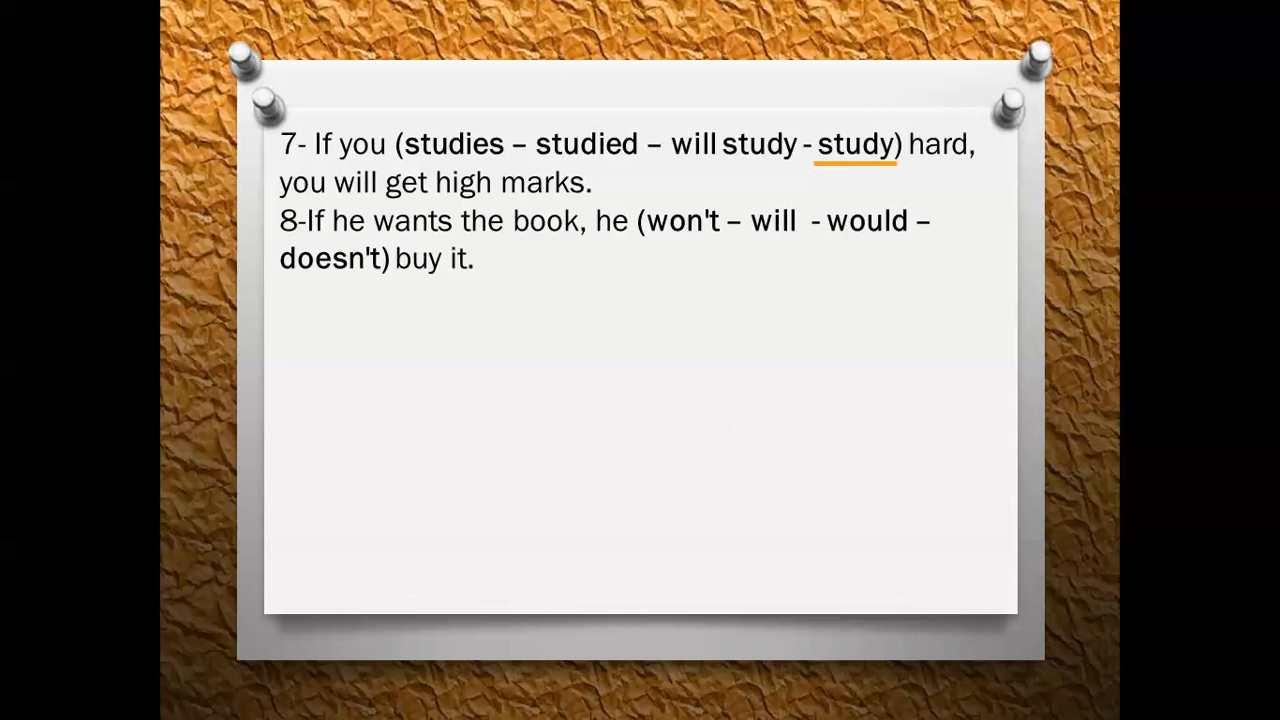 7- If you (studies – studied – will study - study) hard,
you will get high marks.
8-If he wants the book, he (won't – will - would –
doesn't) buy it.